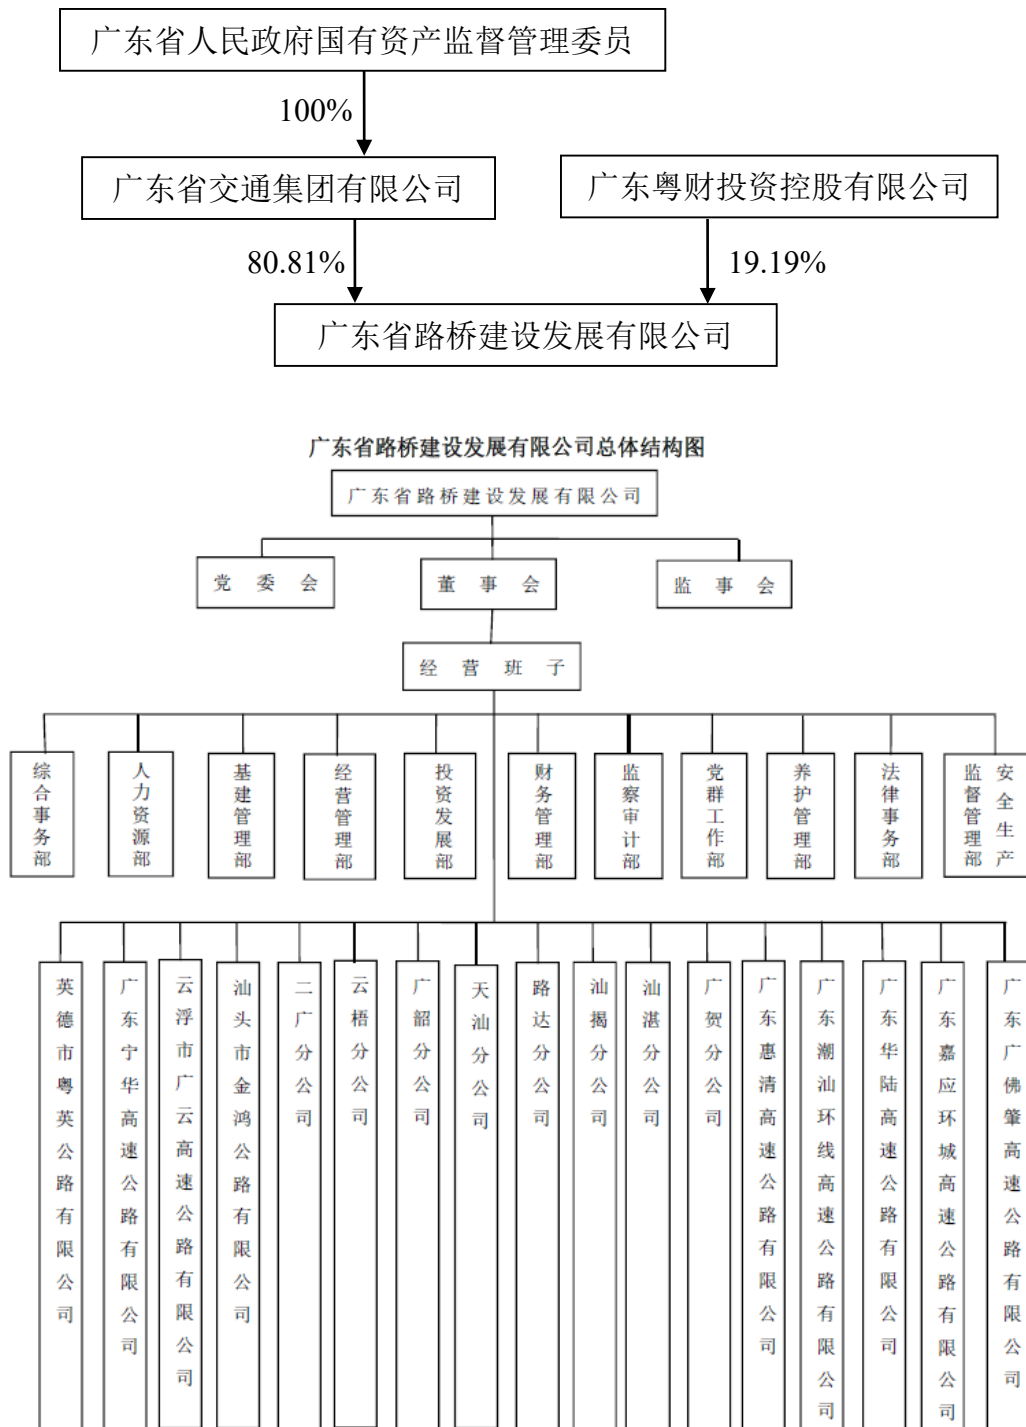 广东省人民政府国有资产监督管理委员
100%
广东省交通集团有限公司
广东粤财投资控股有限公司
80.81%
19.19%
广东省路桥建设发展有限公司
广东省路桥建设发展有限公司总体结构图
广东省路桥建设发展有限公司
党委会
董事会
监事会
经营班子
综合事务部
人力资源部
基建管理部
经营管理部
投资发展部
财务管理部
监察审计部
党群工作部
养护管理部
法律事务部
安全生产
监督管理部
英德市粤英公路有限公司
广东宁华高速公路有限公司
云浮市广云高速公路有限公司
汕头市金鸿公路有限公司
二广分公司
云梧分公司
广韶分公司
天汕分公司
路达分公司
汕揭分公司
汕湛分公司
广贺分公司
广东惠清高速公路有限公司
广东潮汕环线高速公路有限公司
广东华陆高速公路有限公司
广东嘉应环城高速公路有限公司
广东广佛肇高速公路有限公司